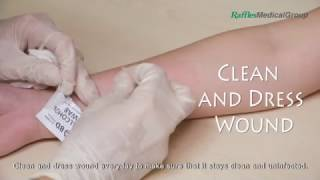 RafflesMedicalGroup
CLEAN
AND DRESS
WOUND
ALCOHOL
Clean and dress wound everyday to make sure that it stays clean and uninfected.